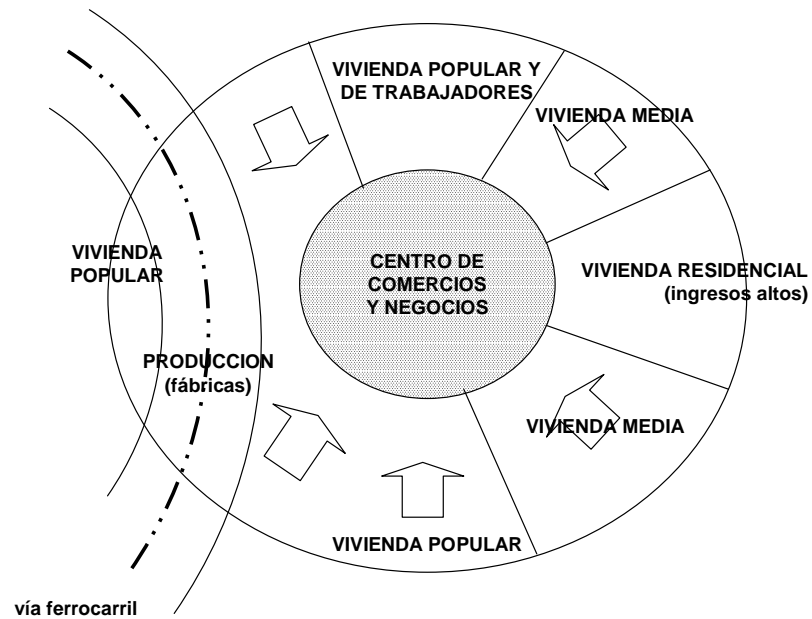 VIVIENDA POPULAR Y
DE TRABAJADORES
VIVIENDA MEDIA
VIVIENDA
POPULAR
CENTRO DE
COMERCIOS
Y NEGOCIOS
VIVIENDA RESIDENCIAL
(ingresos altos)
PRODUCCION
(fábricas)
VIVIENDA MEDIA
VIVIENDA POPULAR
vía ferrocarril